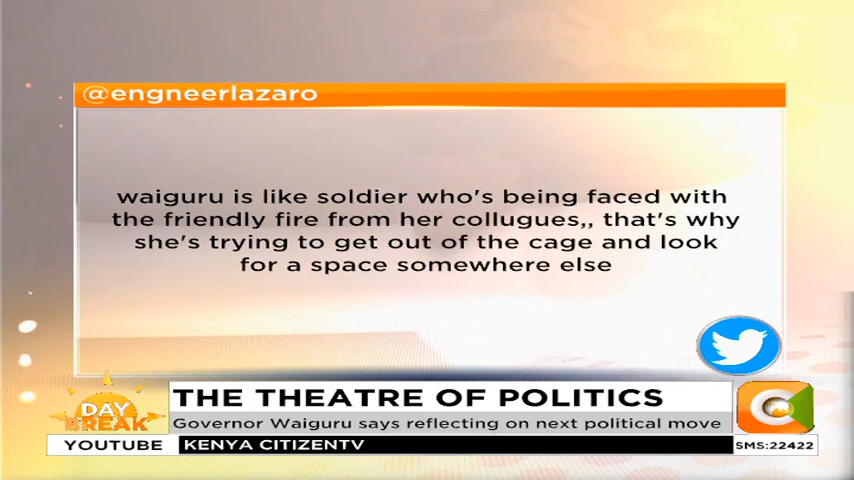 @engneerlazaro
waiguru is like soldier who's being faced with
the friendly fire from her collugues,, that's why
she's trying to get out of the cage and look
for a space somewhere else
THE THEATRE OF POLITICS
DAY
BREAK
Governor Waiguru says reflecting on next political move
YOUTUBE KENYA CITIZENTV
SMS:22422